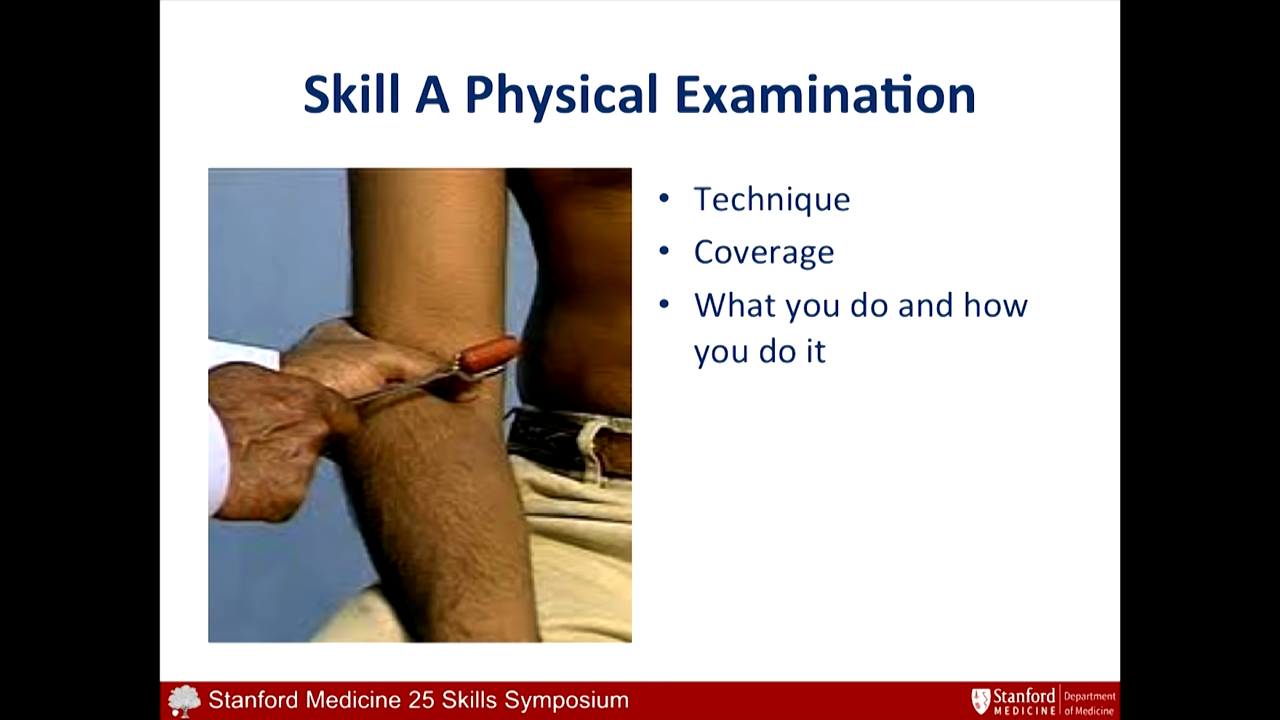 Skill A Physical Examination
• Technique
• Coverage
• What you do and how
you do it
Stanford Medicine 25 Skills Symposium
Stanford
MEDICINE
Department
of Medicine